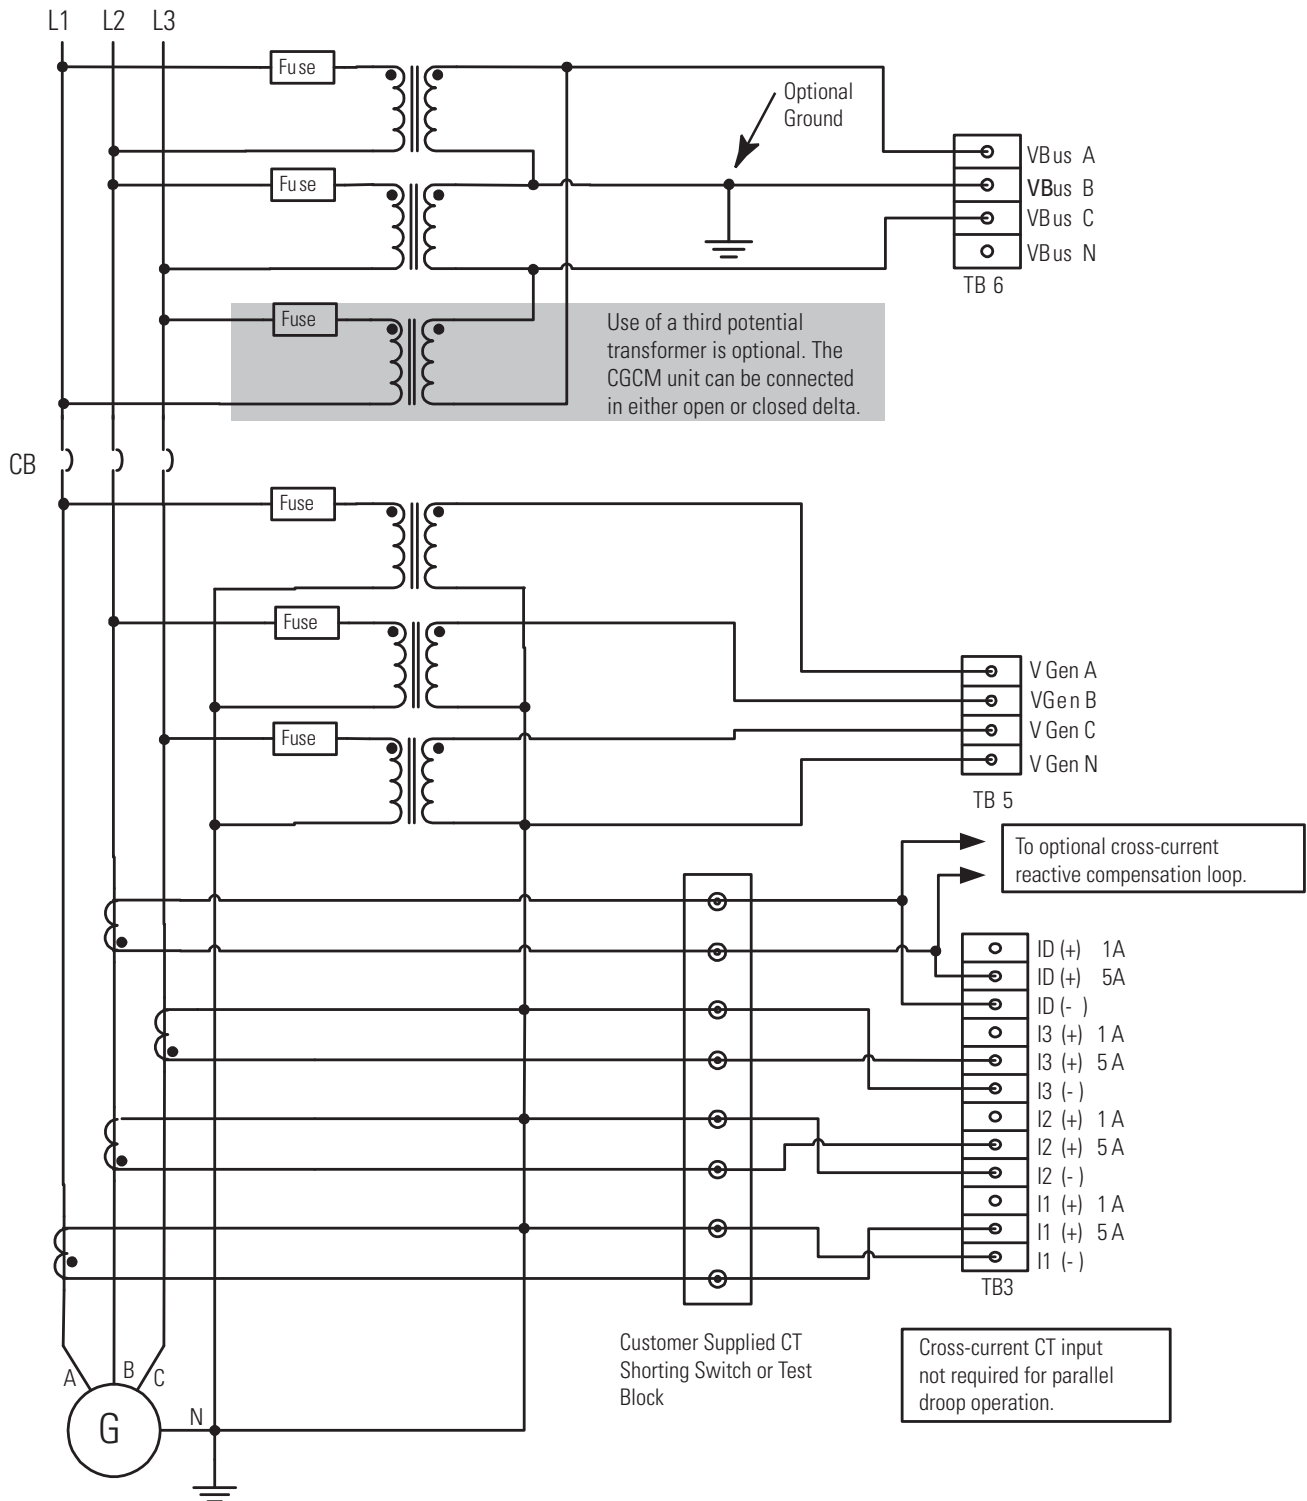 L1 L2 L3
Fuse
Optional
Ground
VBus A
Fuse
VBus B
VBus C
VBus N
TB 6
Fuse
Use of a third potential
transformer is optional. The
CGCM unit can be connected
in either open or closed delta.
CB
Fuse
Fuse
V Gen A
VGen B
Fuse
V Gen C
V Gen N
TB 5
To optional cross-current
reactive compensation loop.
ID (+) 1A
ID (+) 5A
ID (- )
I3 (+) 1 A
I3 (+) 5 A
I3 (- )
I2 (+) 1 A
I2 (+) 5 A
I2 (- )
I1 (+) 1 A
I1 (+) 5 A
I1 (- )
TB3
Customer Supplied CT
Shorting Switch or Test
Block
Cross-current CT input
not required for parallel
droop operation.
A B C
G
N